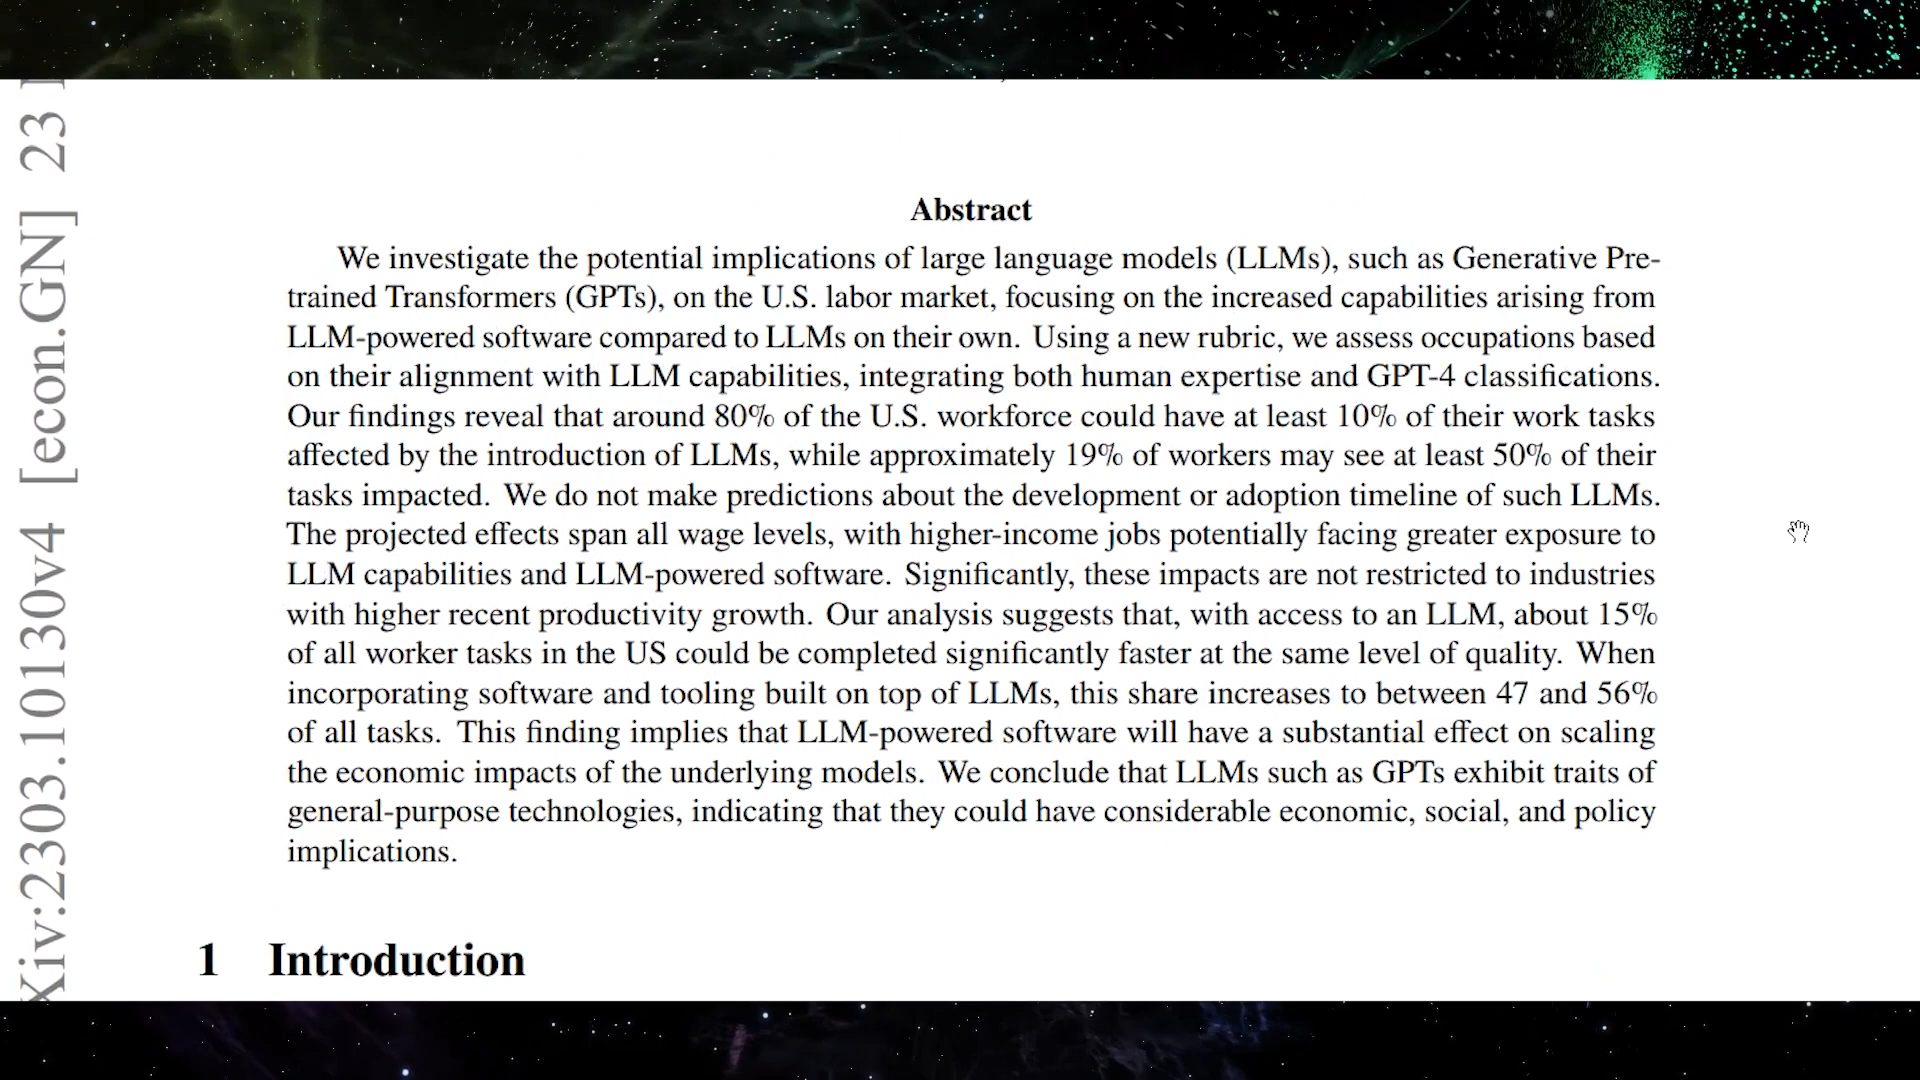 Xiv:2303.10130v4 [econ.GN] 23
Abstract
We investigate the potential implications of large language models (LLMs), such as Generative Pre-
trained Transformers (GPTs), on the U.S. labor market, focusing on the increased capabilities arising from
LLM-powered software compared to LLMs on their own. Using a new rubric, we assess occupations based
on their alignment with LLM capabilities, integrating both human expertise and GPT-4 classifications.
Our findings reveal that around 80% of the U.S. workforce could have at least 10% of their work tasks
affected by the introduction of LLMs, while approximately 19% of workers may see at least 50% of their
tasks impacted. We do not make predictions about the development or adoption timeline of such LLMs.
The projected effects span all wage levels, with higher-income jobs potentially facing greater exposure to
LLM capabilities and LLM-powered software. Significantly, these impacts are not restricted to industries
with higher recent productivity growth. Our analysis suggests that, with access to an LLM, about 15%
of all worker tasks in the US could be completed significantly faster at the same level of quality. When
incorporating software and tooling built on top of LLMs, this share increases to between 47 and 56%
of all tasks. This finding implies that LLM-powered software will have a substantial effect on scaling
the economic impacts of the underlying models. We conclude that LLMs such as GPTs exhibit traits of
general-purpose technologies, indicating that they could have considerable economic, social, and policy
implications.
1 Introduction